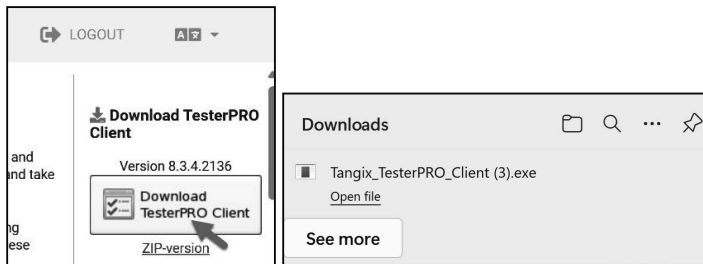 LOGOUT
Download TesterPRO
Client
and
and take
Version 8.3.4.2136
Download
TesterPRO Client
ng
ese
ZIP-version
Downloads
Tangix_TesterPRO_Client (3).exe
Open file
See more